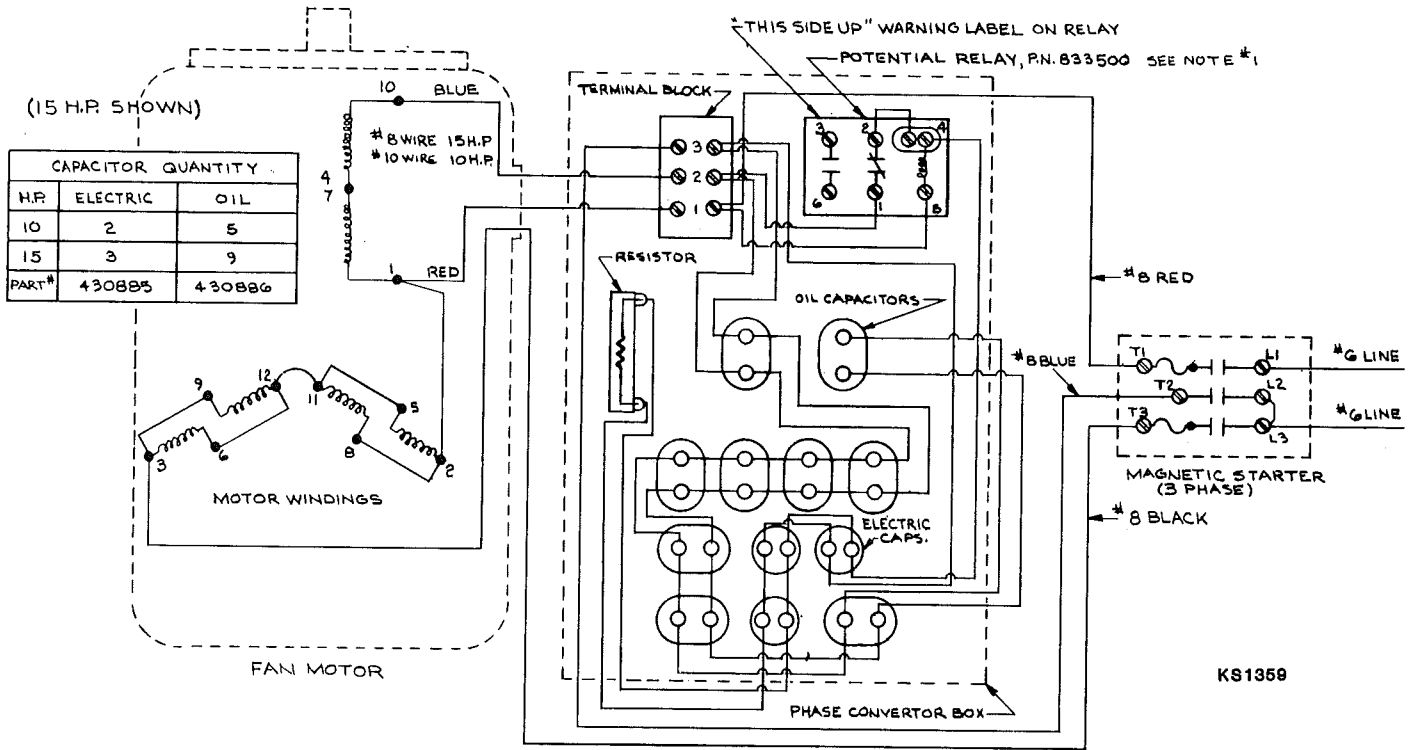 "THIS SIDE UP" WARNING LABEL ON RELAY
POTENTIAL RELAY, P.N. 833500 SEE NOTE #1
TERMINAL BLOCK
(15 H.P. SHOWN)
CAPACITOR QUANTITY
H.P. ELECTRIC OIL
10 2 5
15 3 9
PART# 430885 430886
10 BLUE
#8 WIRE 15 H.P
#10 WIRE 10 H.P.
4
7
1 RED
3
2
1
3 2 4
6 1 5
RESISTOR
OIL CAPACITORS
#8 RED
#8 BLUE
T1 L1 #6 LINE
T2 L2
T3 L3 #6 LINE
MAGNETIC STARTER
(3 PHASE)
#8 BLACK
9 12 11 5
3 6 8 2
MOTOR WINDINGS
ELECTRIC
CAPS.
FAN MOTOR
PHASE CONVERTOR BOX
KS1359